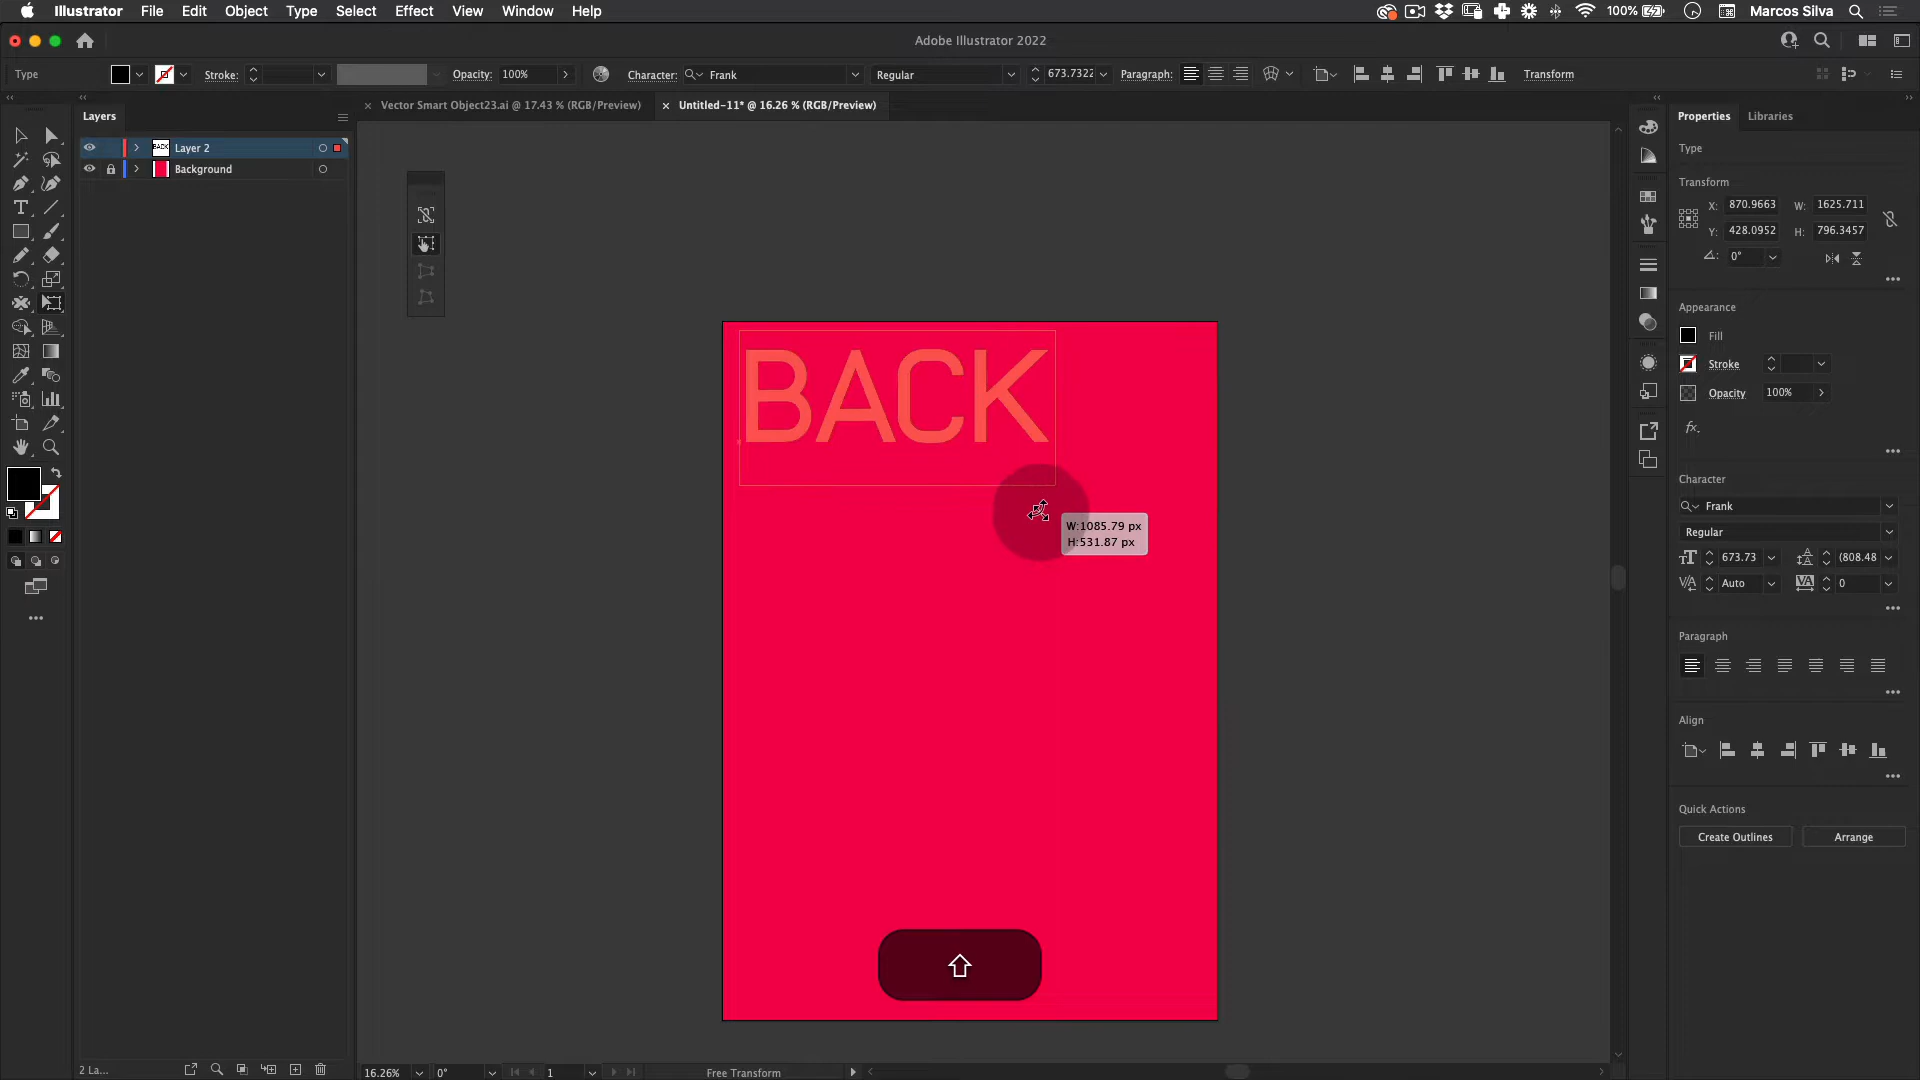 Illustrator File Edit Object Type Select Effect View Window Help 100% Marcos Silva
Adobe Illustrator 2022
Type Stroke: Opacity: 100% Character: Frank Regular 673.7322 Paragraph: Transform
Layers × Vector Smart Object23.ai @ 17.43 % (RGB/Preview) × Untitled-11* @ 16.26 % (RGB/Preview) Properties Libraries
Layer 2
Background
Type
Transform
X: 870.9663 W: 1625.711
Y: 428.0952 H: 796.3457
0°
Appearance
Fill
Stroke
Opacity 100%
fx.
BACK
W:1085.79 px
H:531.87 px
Character
Frank
Regular
673.73 (808.48
Auto 0
Paragraph
Align
Quick Actions
Create Outlines Arrange
2 La... 16.26% 0° 1 Free Transform